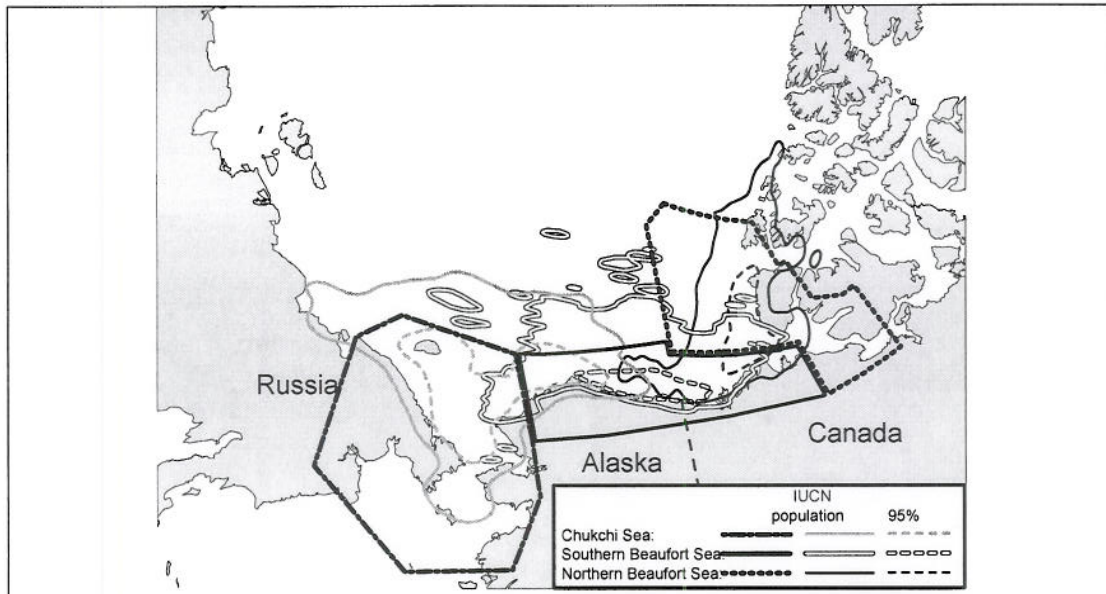 Russia
Canada
Alaska
IUCN
population 95%
Chukchi Sea:
Southern Beaufort Sea:
Northern Beaufort Sea: